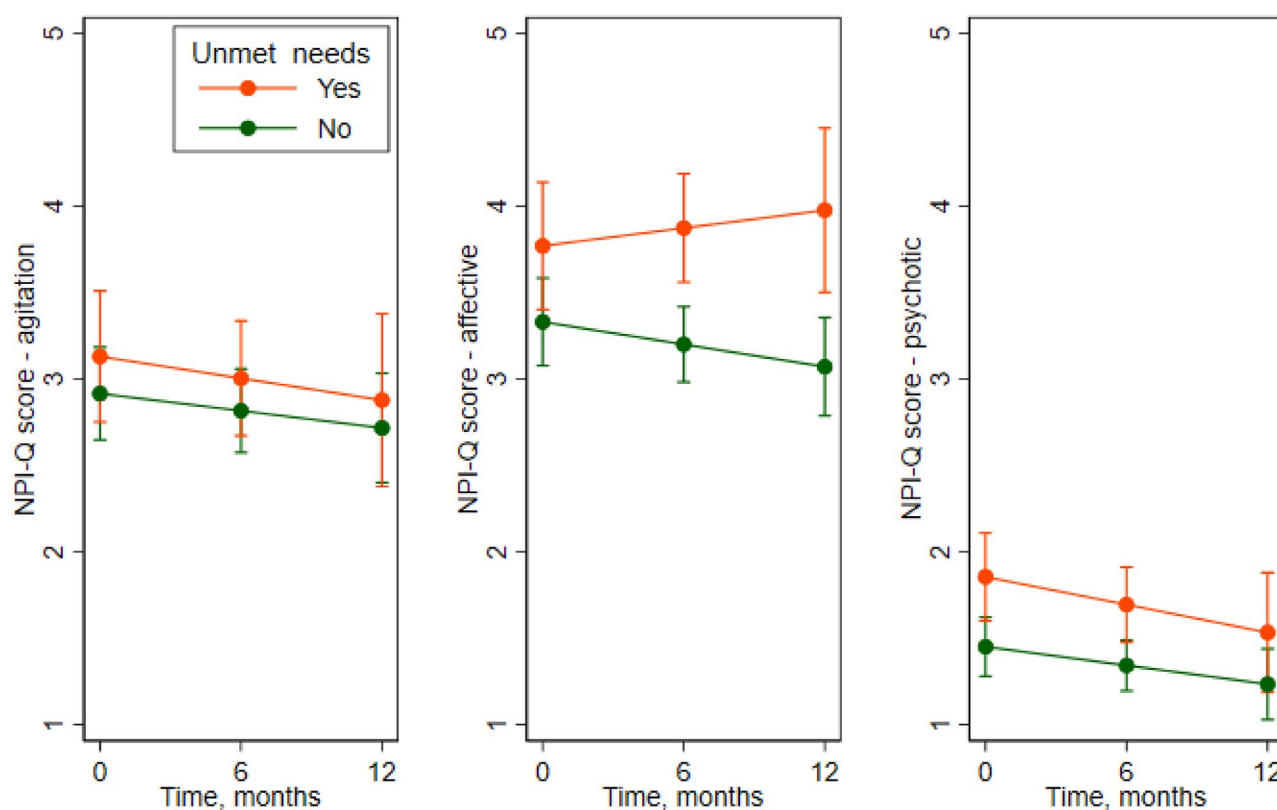 NPI-Q score - agitation
5
4
3
2
1
Unmet needs
Yes
No
0 6 12
Time, months
NPI-Q score - affective
5
4
3
2
1
0 6 12
Time, months
NPI-Q score - psychotic
5
4
3
2
1
0 6 12
Time, months